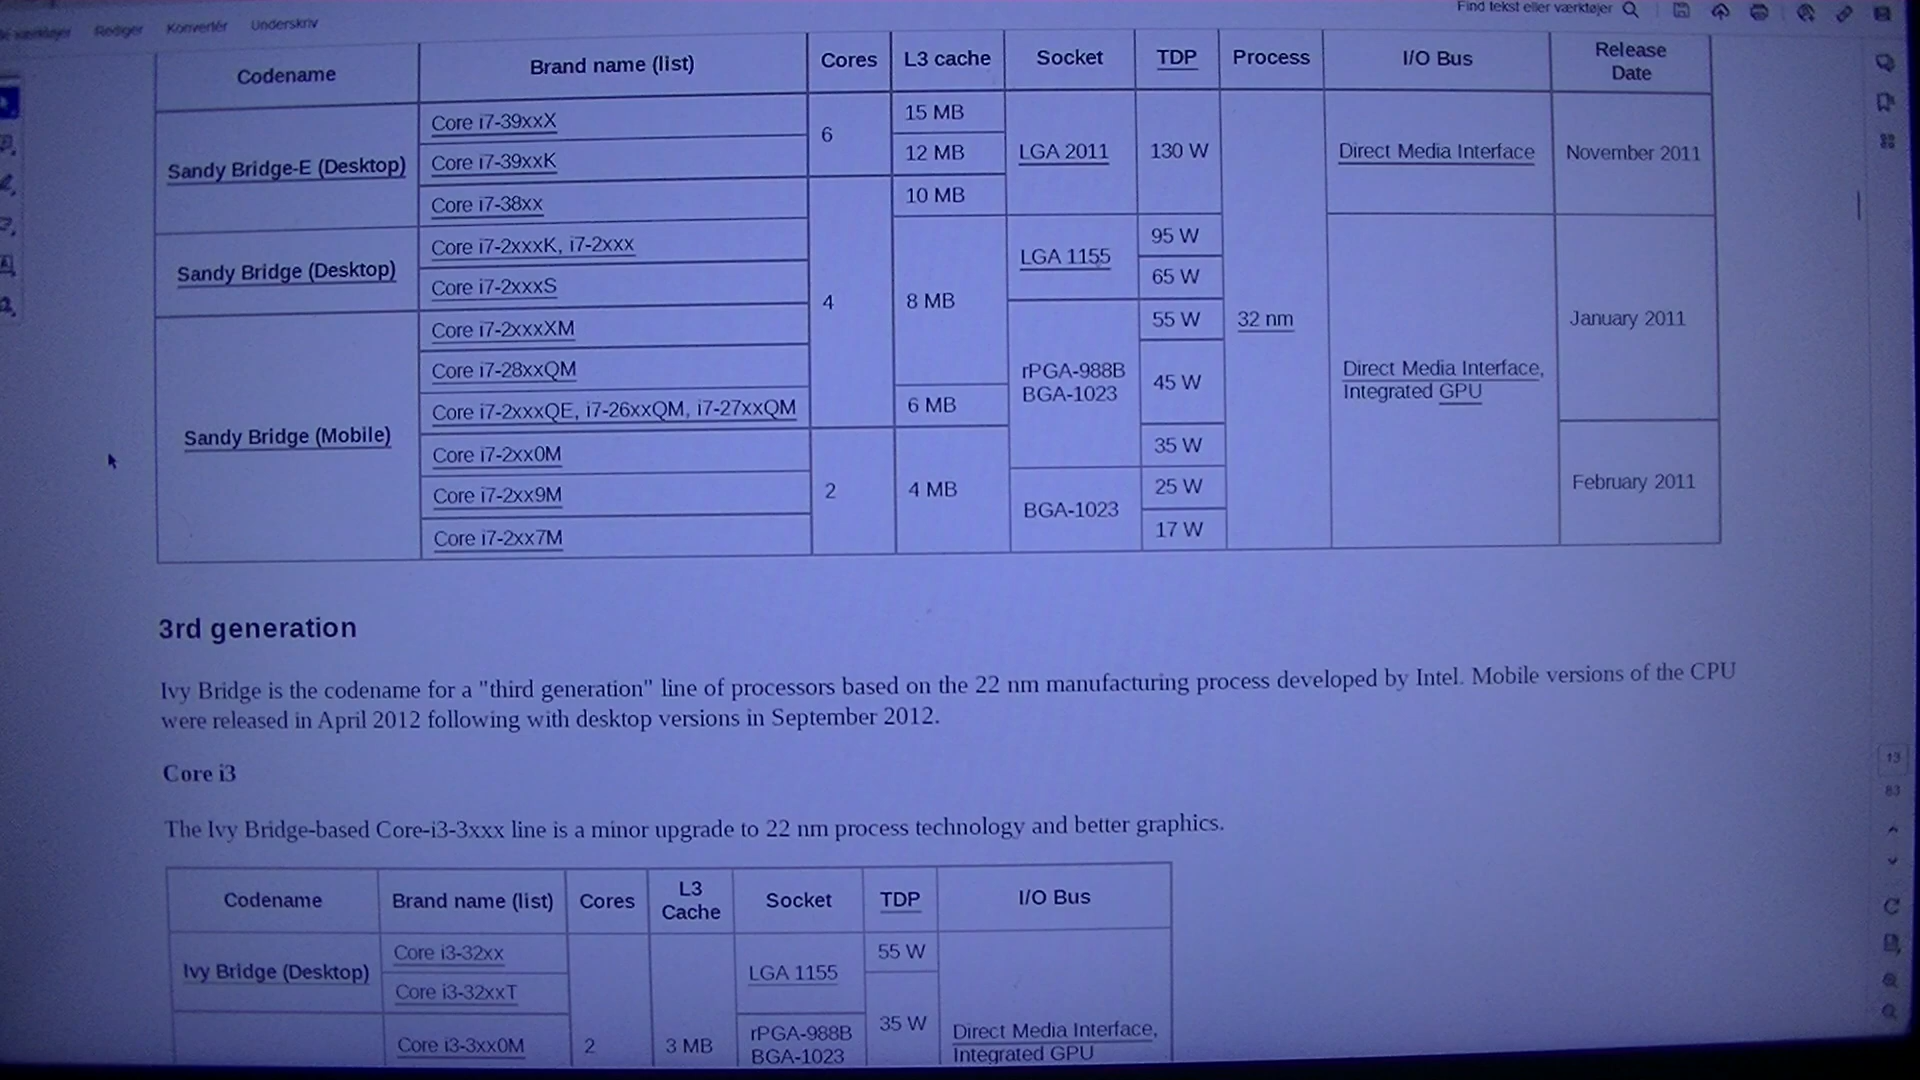 Rediger Konvertér Underskriv Find tekst eller værktøjer
Codename Brand name (list) Cores L3 cache Socket TDP Process I/O Bus Release Date
Sandy Bridge-E (Desktop) Core i7-39xxX 6 15 MB LGA 2011 130 W 32 nm Direct Media Interface November 2011
Core i7-39xxK 12 MB
Core i7-38xx 4 10 MB
Sandy Bridge (Desktop) Core i7-2xxxK, i7-2xxx 8 MB LGA 1155 95 W Direct Media Interface, Integrated GPU January 2011
Core i7-2xxxS 65 W
Sandy Bridge (Mobile) Core i7-2xxxXM rPGA-988B BGA-1023 55 W
Core i7-28xxQM 45 W
Core i7-2xxxQE, i7-26xxQM, i7-27xxQM 6 MB
Core i7-2xx0M 2 4 MB 35 W February 2011
Core i7-2xx9M BGA-1023 25 W
Core i7-2xx7M 17 W
3rd generation
Ivy Bridge is the codename for a "third generation" line of processors based on the 22 nm manufacturing process developed by Intel. Mobile versions of the CPU
were released in April 2012 following with desktop versions in September 2012.
Core i3
The Ivy Bridge-based Core-i3-3xxx line is a minor upgrade to 22 nm process technology and better graphics.
Codename Brand name (list) Cores L3 Cache Socket TDP I/O Bus
Ivy Bridge (Desktop) Core i3-32xx 2 3 MB LGA 1155 55 W Direct Media Interface, Integrated GPU
Core i3-32xxT 35 W
Core i3-3xx0M rPGA-988B BGA-1023
13
83